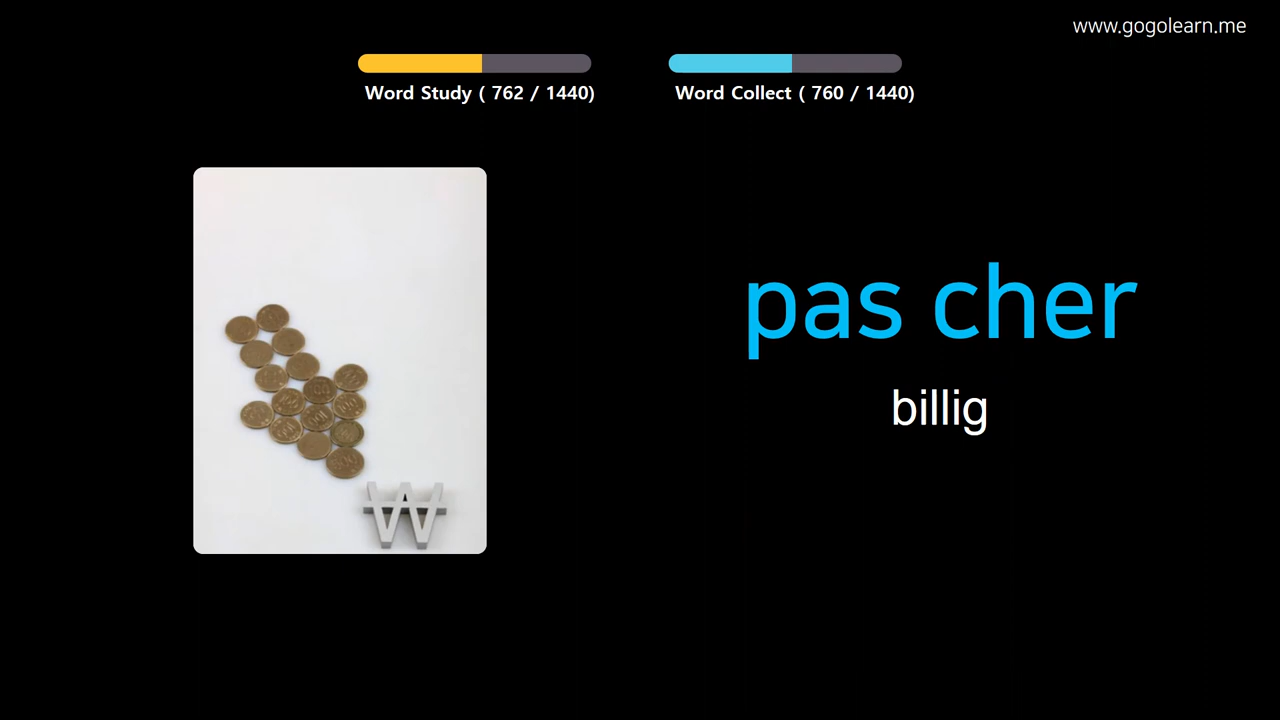 www.gogolearn.me
Word Study ( 762 / 1440)
Word Collect ( 760 / 1440)
pas cher
billig
₩